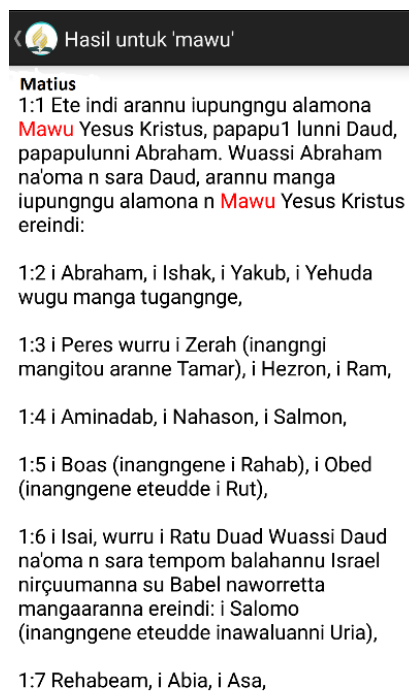 Hasil untuk 'mawu'
Matius
1:1 Ete indi arannu iupungngu alamona
Mawu Yesus Kristus, papapu1 lunni Daud,
papapulunni Abraham. Wuassi Abraham
na'oma n sara Daud, arannu manga
iupungngu alamona n Mawu Yesus Kristus
ereindi:
1:2 i Abraham, i Ishak, i Yakub, i Yehuda
wugu manga tugangnge,
1:3 i Peres wurru i Zerah (inangngi
mangitou aranne Tamar), i Hezron, i Ram,
1:4 i Aminadab, i Nahason, i Salmon,
1:5 i Boas (inangngene i Rahab), i Obed
(inangngene eteudde i Rut),
1:6 i Isai, wurru i Ratu Duad Wuassi Daud
na'oma n sara tempom balahannu Israel
nirçuumanna su Babel naworretta
mangaaranna ereindi: i Salomo
(inangngene eteudde inawaluanni Uria),
1:7 Rehabeam, i Abia, i Asa,